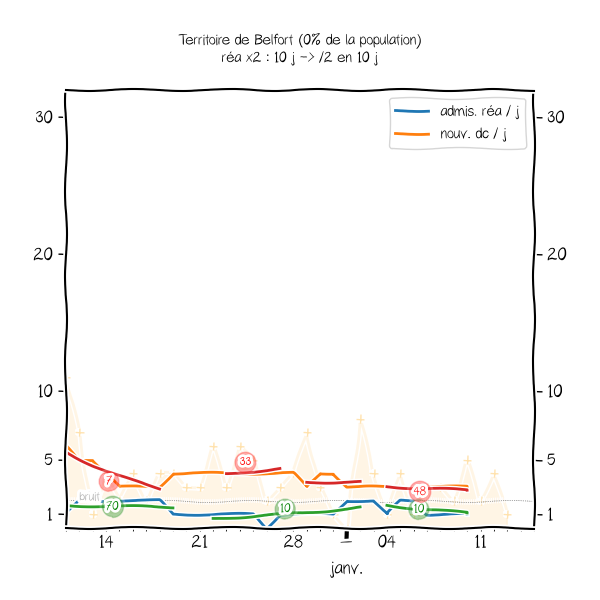 Territoire de Belfort (0% de la population)
réa x2 : 10 j -> /2 en 10 j
admis. réa / j
nouv. dc / j
30 30
20 20
10 10
5 5
1 1
33
7
48
bruit
70
10
10
14 21 28 1 04 11
janv.